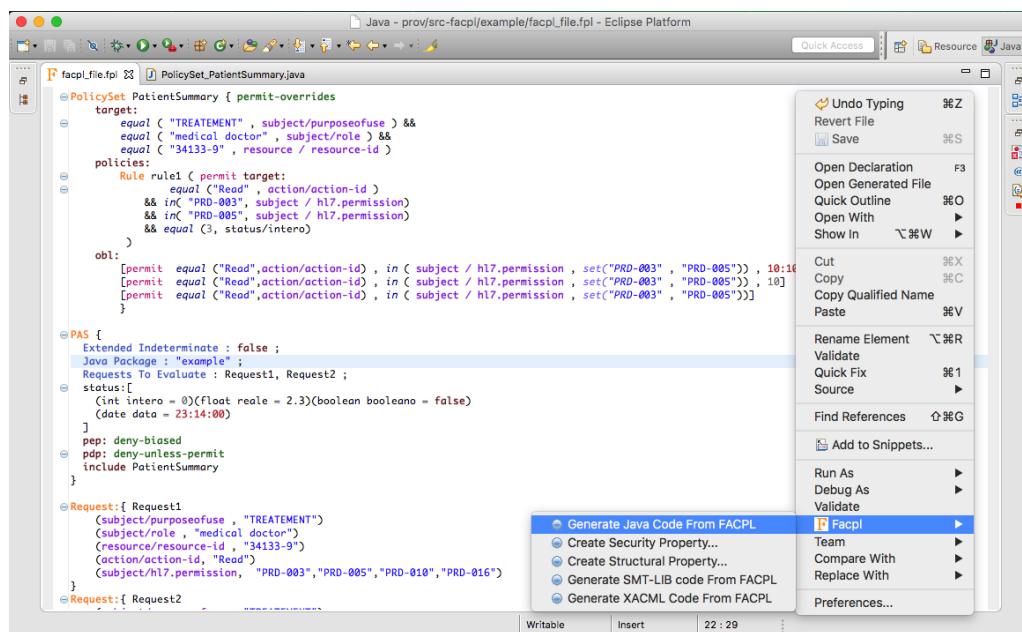 Java - prov/src-facpl/example/facpl_file.fpl - Eclipse Platform
Quick Access
Resource
Java
facpl_file.fpl
PolicySet_PatientSummary.java
PolicySet PatientSummary { permit-overrides
target:
equal ( "TREATEMENT" , subject/purposeofuse ) &&
equal ( "medical doctor" , subject/role ) &&
equal ( "34133-9" , resource / resource-id )
policies:
Rule rule1 ( permit target:
equal ("Read" , action/action-id )
&& in( "PRD-003", subject / hl7.permission)
&& in( "PRD-005", subject / hl7.permission)
&& equal (3, status/intero)
)
obl:
[permit equal ("Read",action/action-id) , in ( subject / hl7.permission , set("PRD-003" , "PRD-005")) , 10:10
[permit equal ("Read",action/action-id) , in ( subject / hl7.permission , set("PRD-003" , "PRD-005")) , 10]
[permit equal ("Read",action/action-id) , in ( subject / hl7.permission , set("PRD-003" , "PRD-005"))]
}
PAS {
Extended Indeterminate : false ;
Java Package : "example" ;
Requests To Evaluate : Request1, Request2 ;
status:[
(int intero = 0)(float reale = 2.3)(boolean booleano = false)
(date data = 23:14:00)
]
pep: deny-biased
pdp: deny-unless-permit
include PatientSummary
}
Request:{ Request1
(subject/purposeofuse , "TREATEMENT")
(subject/role , "medical doctor")
(resource/resource-id , "34133-9")
(action/action-id, "Read")
(subject/hl7.permission, "PRD-003","PRD-005","PRD-010","PRD-016")
}
Request:{ Request2
Undo Typing ⌘Z
Revert File
Save ⌘S
Open Declaration F3
Open Generated File
Quick Outline ⌘O
Open With
Show In ⌥⌘W
Cut ⌘X
Copy ⌘C
Copy Qualified Name
Paste ⌘V
Rename Element ⌥⌘R
Validate
Quick Fix ⌘1
Source
Find References ⇧⌘G
Add to Snippets...
Run As
Debug As
Validate
Facpl
Team
Compare With
Replace With
Preferences...
Generate Java Code From FACPL
Create Security Property...
Create Structural Property...
Generate SMT-LIB code From FACPL
Generate XACML Code From FACPL
Writable
Insert
22 : 29